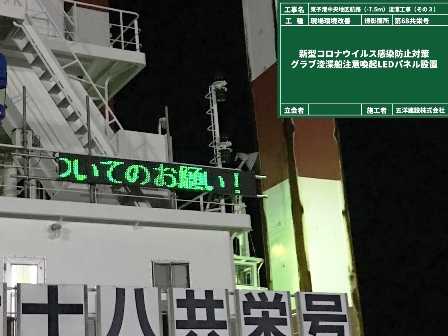 工事名 東予港中央地区航路（-7.5m）浚渫工事（その３）
工 種 現場環境改善 撮影箇所 第68共栄号
新型コロナウイルス感染防止対策
グラブ浚渫船注意喚起LEDパネル設置
立会者 施工者 五洋建設株式会社
ついてのお願い！
十八共栄号